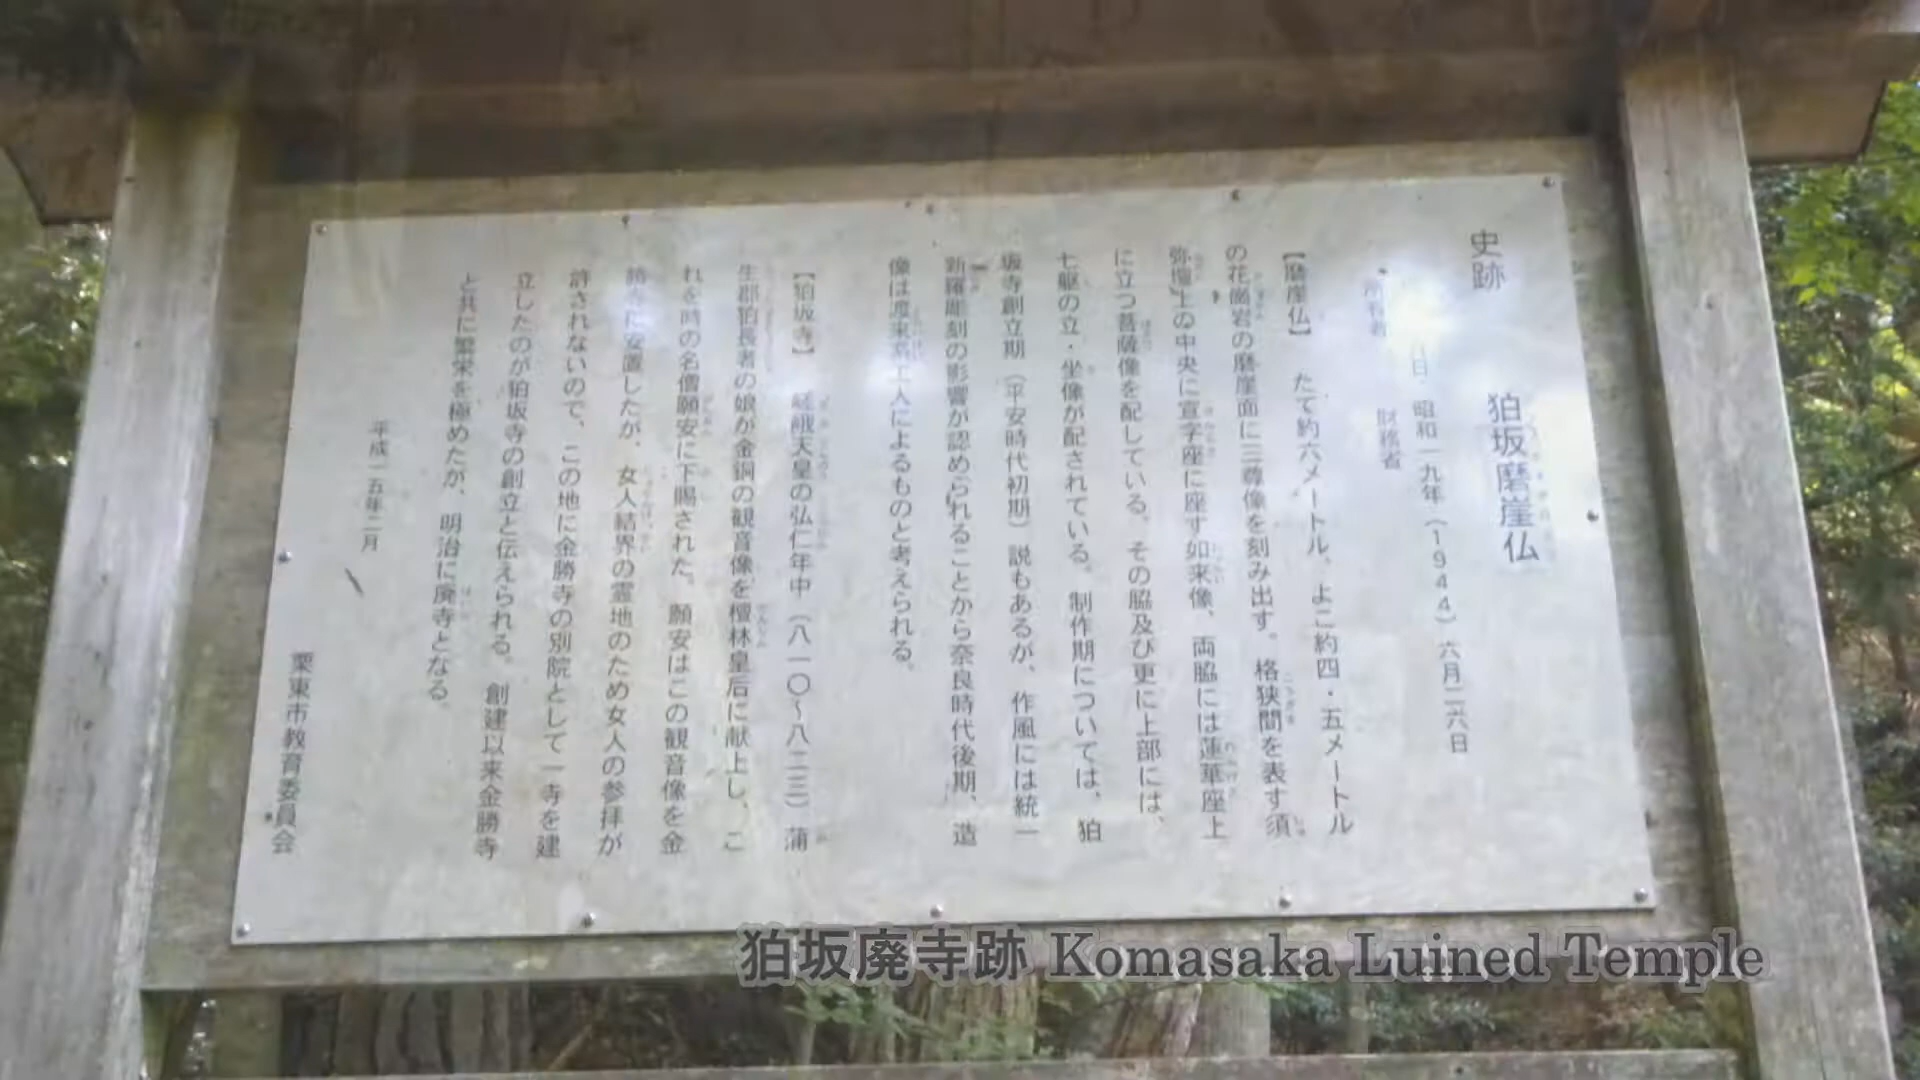 史跡　狛坂磨崖仏
日・昭和一九年（１９４４）六月二六日
所有者　財務省
【磨崖仏】　たて約六メートル、よこ約四・五メートル
の花崗岩の磨崖面に三尊像を刻み出す。格狭間を表す須
弥壇上の中央に宣字座に座す如来像、両脇には蓮華座上
に立つ菩薩像を配している。その脇及び更に上部には、
七躯の立・坐像が配されている。制作期については、狛
坂寺創立期（平安時代初期）説もあるが、作風には統一
新羅彫刻の影響が認められることから奈良時代後期、造
像は渡来系工人によるものと考えられる。
【狛坂寺】　嵯峨天皇の弘仁年中（八一〇～八二三）蒲
生郡狛長者の娘が金銅の観音像を檀林皇后に献上し、こ
れを時の名僧願安に下賜された。願安はこの観音像を金
勝寺に安置したが、女人結界の霊地のため女人の参拝が
許されないので、この地に金勝寺の別院として一寺を建
立したのが狛坂寺の創立と伝えられる。創建以来金勝寺
と共に繁栄を極めたが、明治に廃寺となる。
平成一五年二月
栗東市教育委員会
狛坂廃寺跡 Komasaka Luined Temple